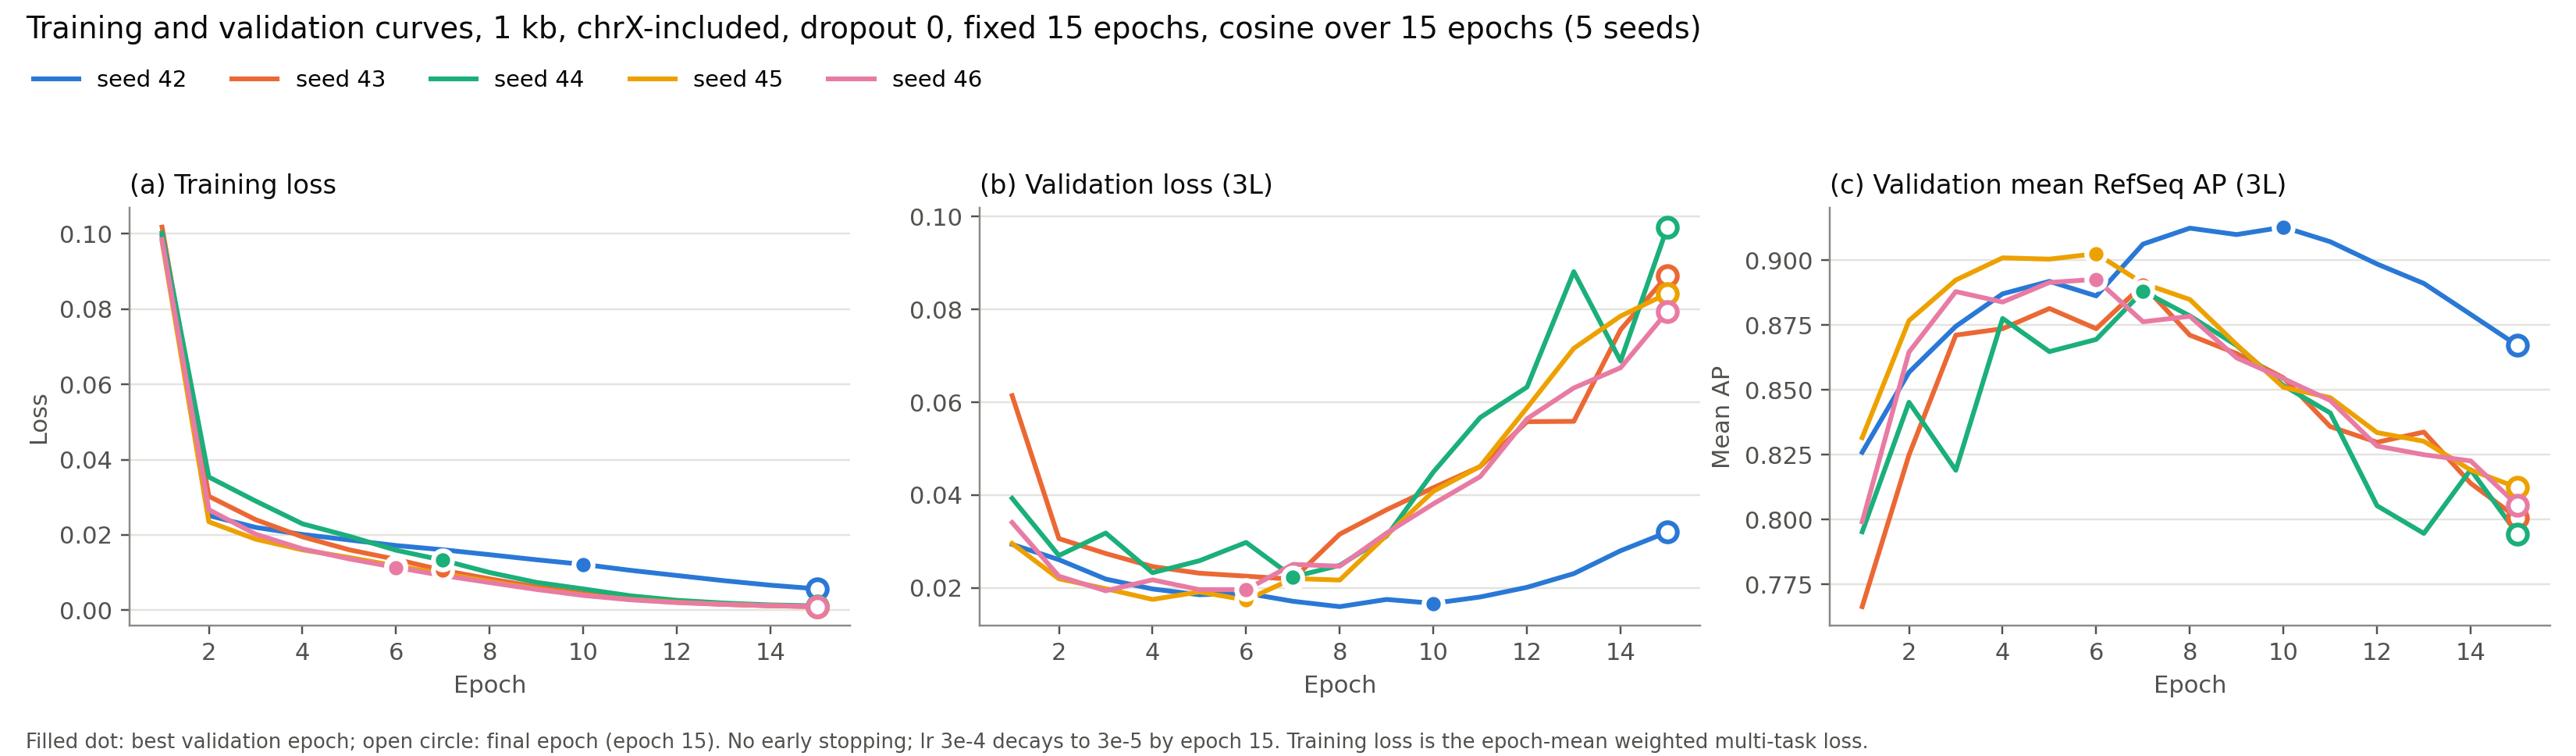 Training and validation curves, 1 kb, chrX-included, dropout 0, fixed 15 epochs, cosine over 15 epochs (5 seeds)
seed 42 seed 43 seed 44 seed 45 seed 46
(a) Training loss
Loss
0.10
0.08
0.06
0.04
0.02
0.00
2 4 6 8 10 12 14
Epoch
(b) Validation loss (3L)
0.10
0.08
0.06
0.04
0.02
2 4 6 8 10 12 14
Epoch
(c) Validation mean RefSeq AP (3L)
Mean AP
0.900
0.875
0.850
0.825
0.800
0.775
2 4 6 8 10 12 14
Epoch
Filled dot: best validation epoch; open circle: final epoch (epoch 15). No early stopping; lr 3e-4 decays to 3e-5 by epoch 15. Training loss is the epoch-mean weighted multi-task loss.